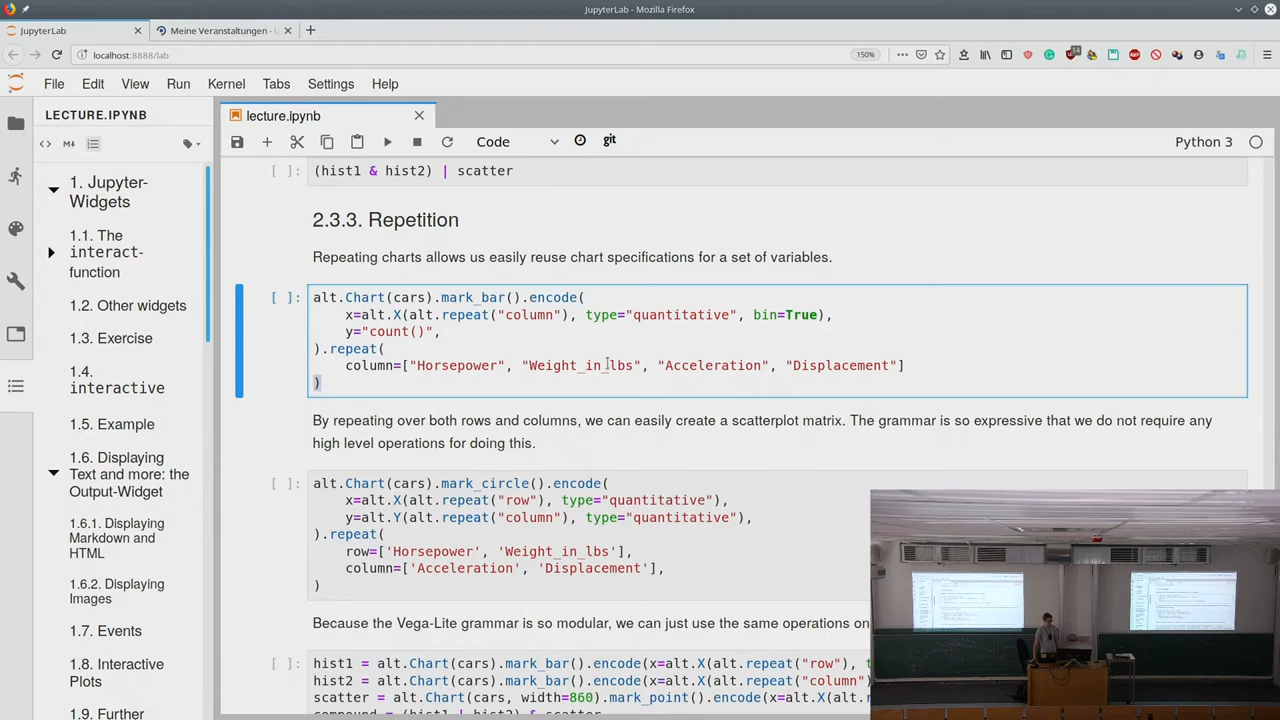 JupyterLab - Mozilla Firefox
JupyterLab
Meine Veranstaltungen -
localhost:8888/lab
150%
14
ABP
File Edit View Run Kernel Tabs Settings Help
LECTURE.IPYNB
lecture.ipynb
Code
git
Python 3
1. Jupyter-
Widgets
1.1. The
interact-
function
1.2. Other widgets
1.3. Exercise
1.4.
interactive
1.5. Example
1.6. Displaying
Text and more: the
Output-Widget
1.6.1. Displaying
Markdown and
HTML
1.6.2. Displaying
Images
1.7. Events
1.8. Interactive
Plots
1.9. Further
[ ]: (hist1 & hist2) | scatter
2.3.3. Repetition
Repeating charts allows us easily reuse chart specifications for a set of variables.
[ ]: alt.Chart(cars).mark_bar().encode(
x=alt.X(alt.repeat("column"), type="quantitative", bin=True),
y="count()",
).repeat(
column=["Horsepower", "Weight_in_lbs", "Acceleration", "Displacement"]
)
By repeating over both rows and columns, we can easily create a scatterplot matrix. The grammar is so expressive that we do not require any
high level operations for doing this.
[ ]: alt.Chart(cars).mark_circle().encode(
x=alt.X(alt.repeat("row"), type="quantitative"),
y=alt.Y(alt.repeat("column"), type="quantitative"),
).repeat(
row=['Horsepower', 'Weight_in_lbs'],
column=['Acceleration', 'Displacement'],
)
Because the Vega-Lite grammar is so modular, we can just use the same operations on
[ ]: hist1 = alt.Chart(cars).mark_bar().encode(x=alt.X(alt.repeat("row"),
hist2 = alt.Chart(cars).mark_bar().encode(x=alt.X(alt.repeat("column")
scatter = alt.Chart(cars, width=860).mark_point().encode(x=alt.X(alt.
compound = (hist1 | hist2) & scatter